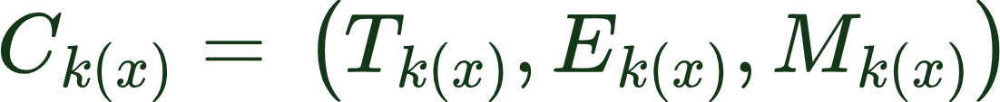 C_{k(x)} = (T_{k(x)}, E_{k(x)}, M_{k(x)})